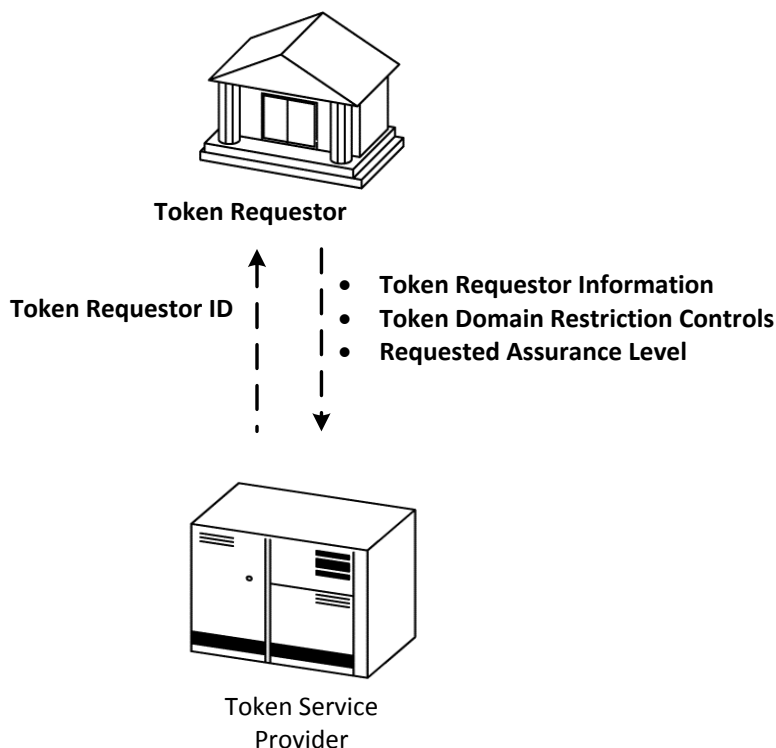 Token Requestor
Token Requestor ID
• Token Requestor Information
• Token Domain Restriction Controls
• Requested Assurance Level
Token Service
Provider